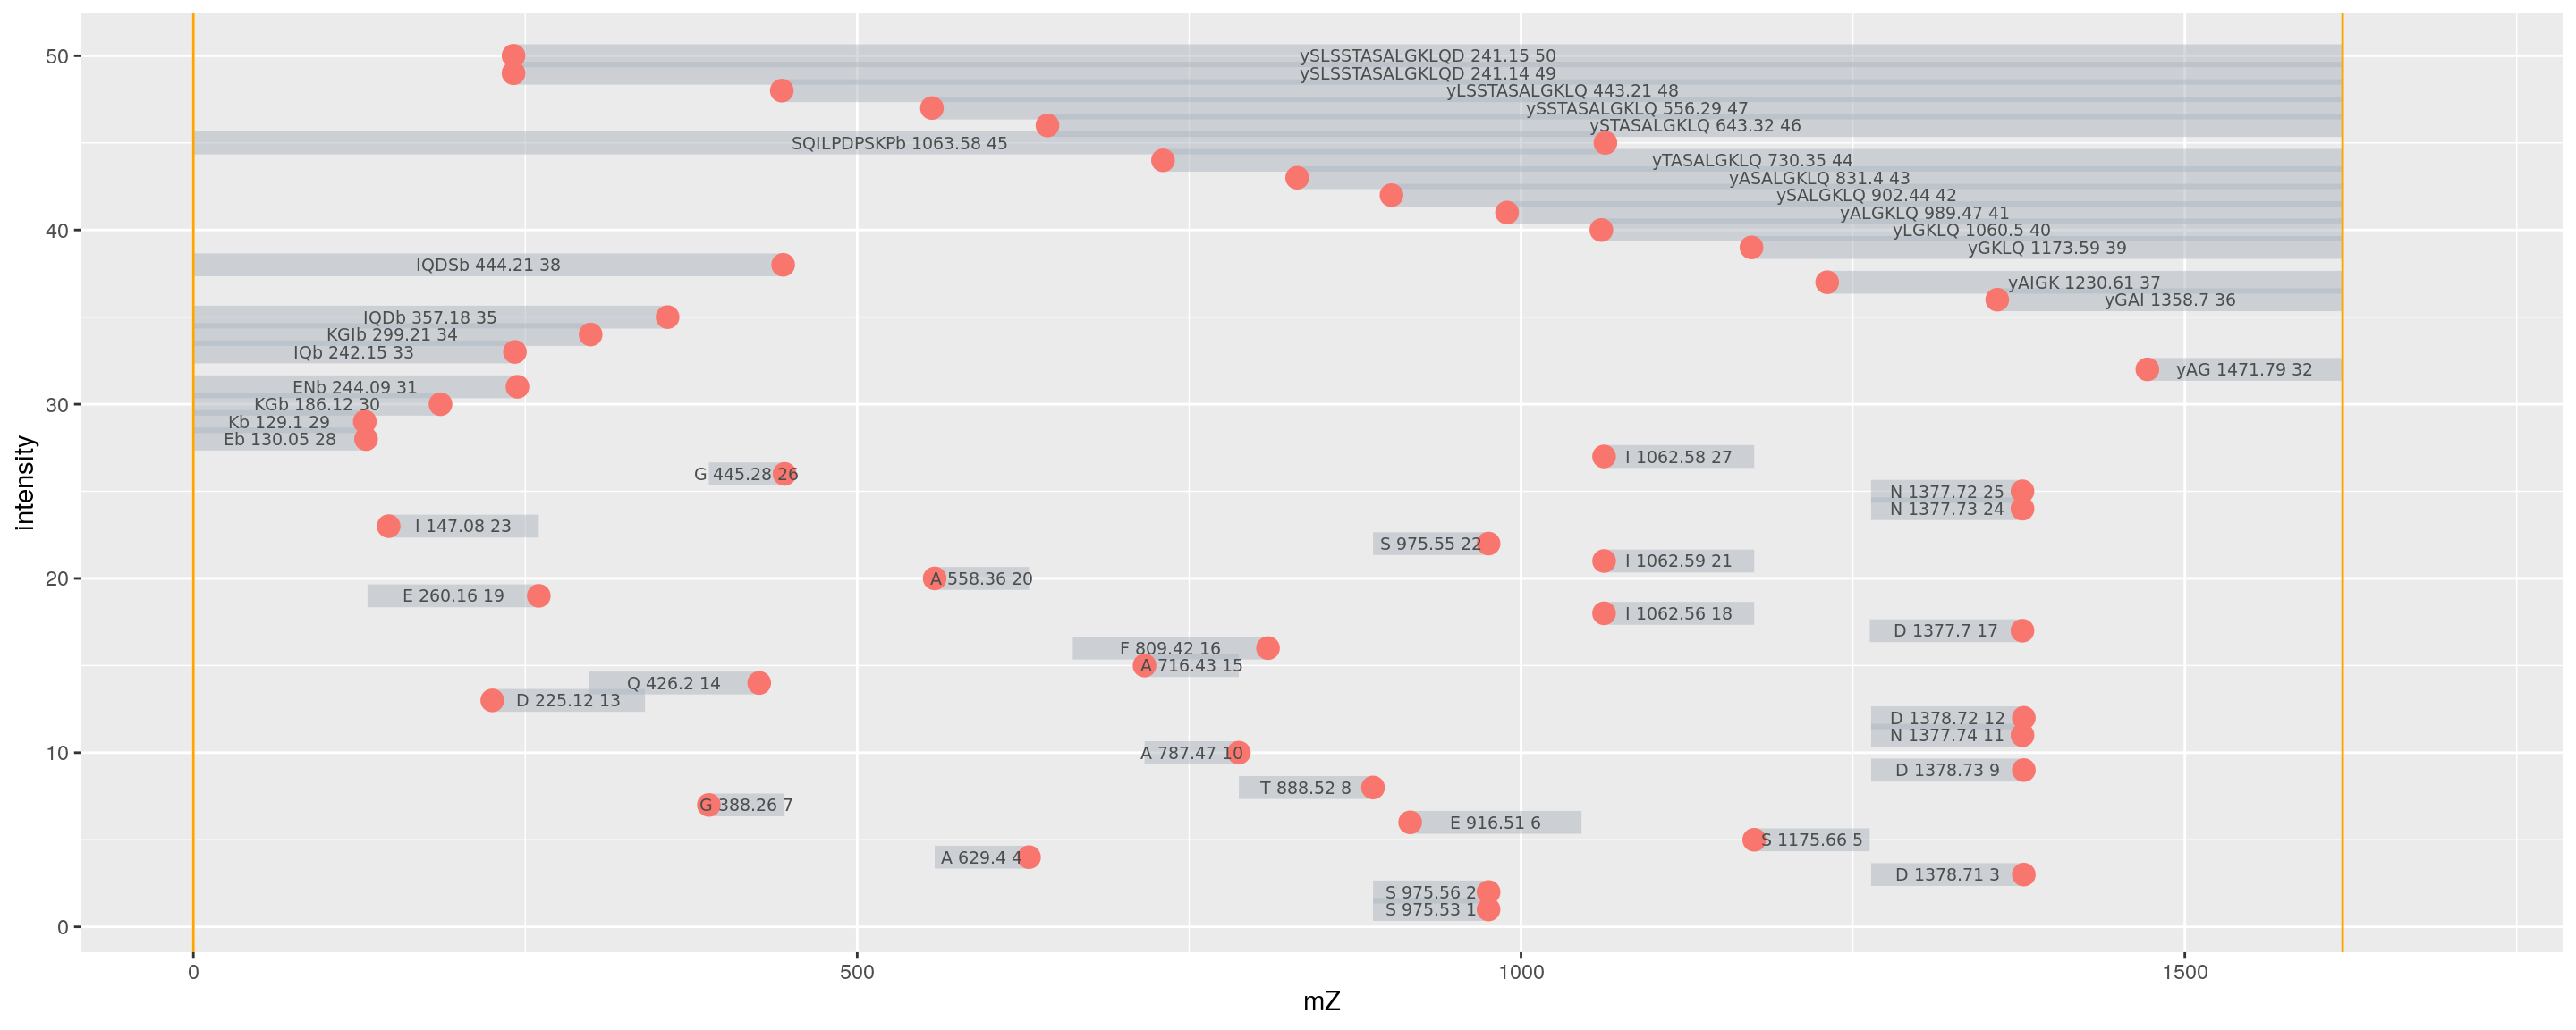 50
ySLSSTASALGKLQD 241.15 50
ySLSSTASALGKLQD 241.14 49
yLSSTASALGKLQ 443.21 48
ySSTASALGKLQ 556.29 47
ySTASALGKLQ 643.32 46
SQILPDPSKPb 1063.58 45
yTASALGKLQ 730.35 44
yASALGKLQ 831.4 43
ySALGKLQ 902.44 42
yALGKLQ 989.47 41
40
yLGKLQ 1060.5 40
yGKLQ 1173.59 39
IQDSb 444.21 38
yAIGK 1230.61 37
yGAI 1358.7 36
IQDb 357.18 35
KGIb 299.21 34
IQb 242.15 33
yAG 1471.79 32
ENb 244.09 31
30
KGb 186.12 30
Kb 129.1 29
Eb 130.05 28
I 1062.58 27
G 445.28 26
N 1377.72 25
N 1377.73 24
I 147.08 23
S 975.55 22
I 1062.59 21
20
A 558.36 20
E 260.16 19
I 1062.56 18
D 1377.7 17
F 809.42 16
A 716.43 15
Q 426.2 14
D 225.12 13
D 1378.72 12
N 1377.74 11
10
A 787.47 10
D 1378.73 9
T 888.52 8
G 388.26 7
E 916.51 6
S 1175.66 5
A 629.4 4
D 1378.71 3
S 975.56 2
S 975.53 1
0
intensity
0 500 1000 1500
mZ